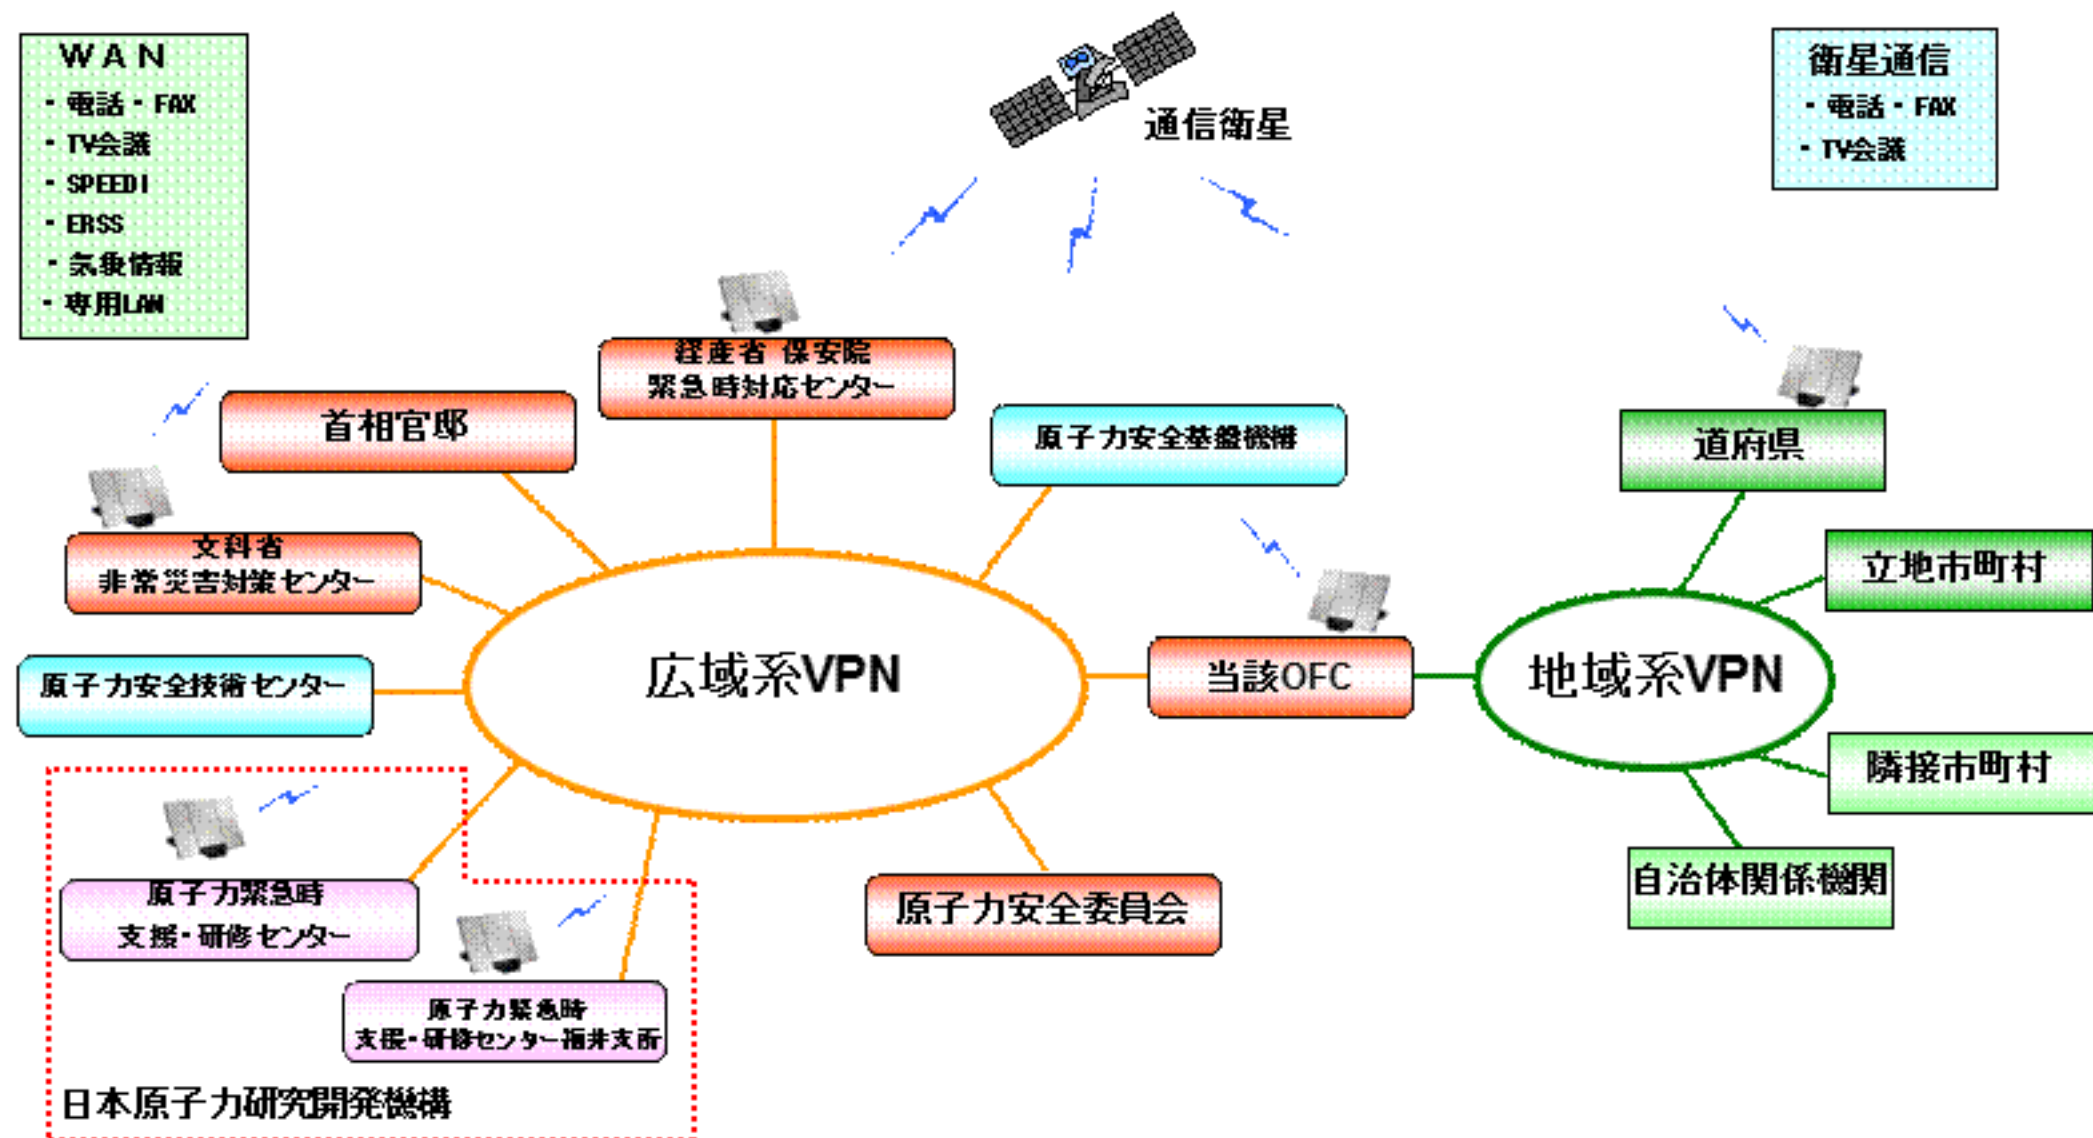 WAN
・電話・FAX
・TV会議
・SPEEDI
・ERSS
・気象情報
・専用LAN
通信衛星
衛星通信
・電話・FAX
・TV会議
経産省 保安院
緊急時対応センター
首相官邸
原子力安全基盤機構
道府県
文科省
非常災害対策センター
立地市町村
原子力安全技術センター
広域系VPN
当該OFC
地域系VPN
隣接市町村
原子力緊急時
支援・研修センター
原子力安全委員会
自治体関係機関
原子力緊急時
支援・研修センター福井支所
日本原子力研究開発機構